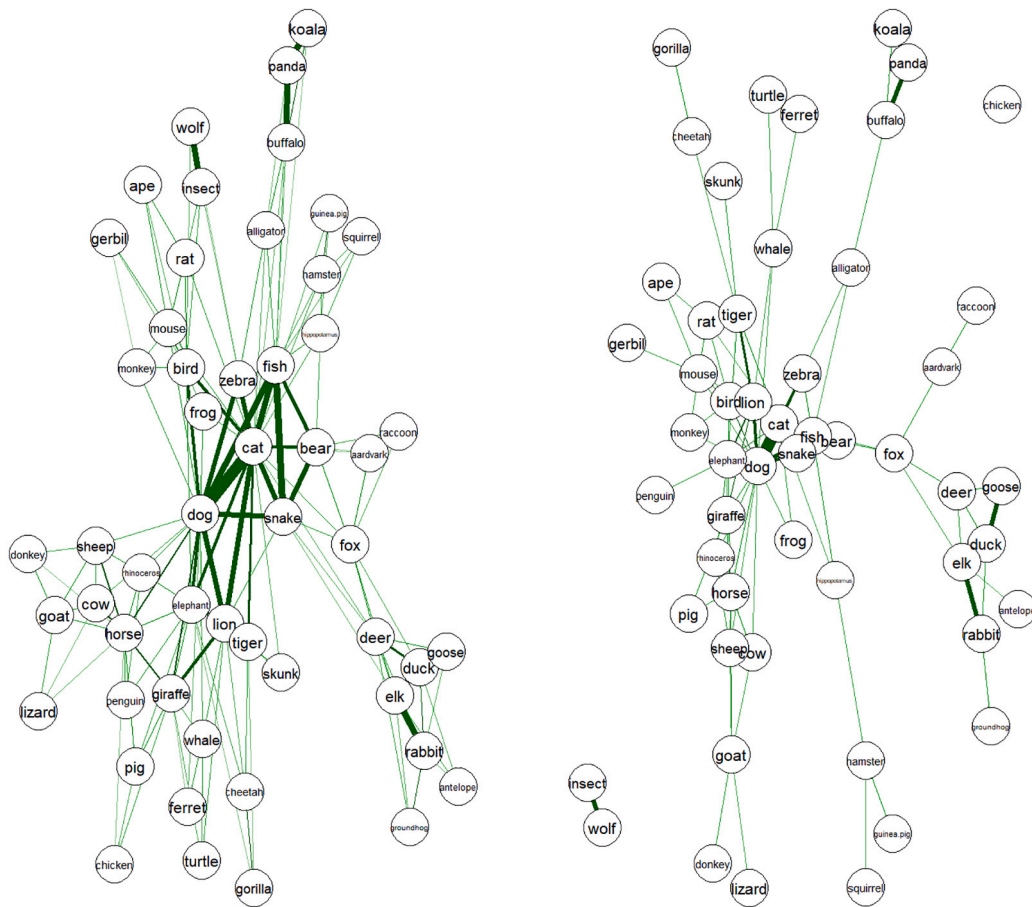 koala
panda
wolf
buffalo
ape
insect
guinea.pig
gerbil
alligator
squirrel
rat
hamster
mouse
hippopotamus
monkey
bird
zebra
fish
frog
raccoon
cat
bear
aardvark
dog
snake
fox
donkey
sheep
rhinoceros
goat
cow
elephant
horse
lion
tiger
deer
goose
duck
skunk
elk
lizard
penguin
giraffe
whale
rabbit
pig
antelope
cheetah
ferret
groundhog
chicken
turtle
gorilla
koala
gorilla
panda
turtle
chicken
ferret
buffalo
cheetah
skunk
whale
alligator
ape
raccoon
rat
tiger
gerbil
mouse
zebra
aardvark
bird
lion
cat
monkey
fish
bear
elephant
dog
snake
fox
penguin
deer
goose
giraffe
frog
duck
rhinoceros
elk
horse
hippopotamus
pig
antelope
rabbit
sheep
cow
groundhog
goat
hamster
insect
wolf
guinea.pig
donkey
lizard
squirrel